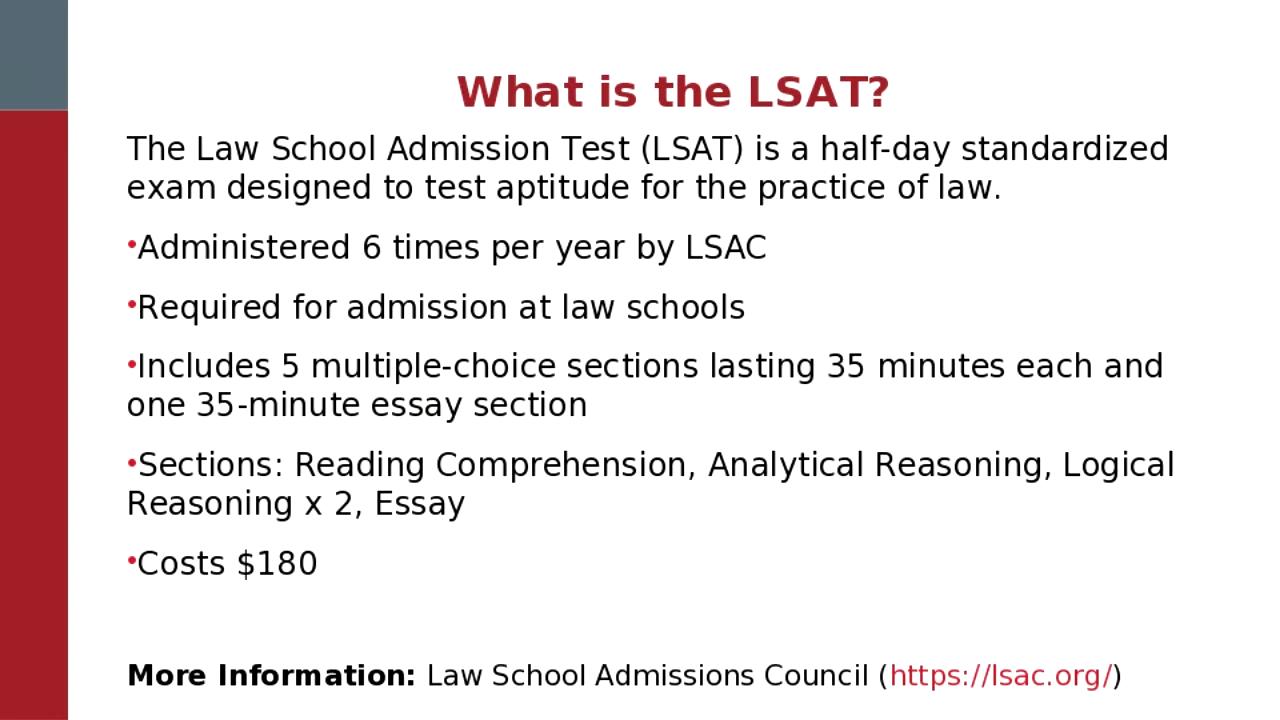 What is the LSAT?
The Law School Admission Test (LSAT) is a half-day standardized
exam designed to test aptitude for the practice of law.
•Administered 6 times per year by LSAC
•Required for admission at law schools
•Includes 5 multiple-choice sections lasting 35 minutes each and
one 35-minute essay section
•Sections: Reading Comprehension, Analytical Reasoning, Logical
Reasoning x 2, Essay
•Costs $180
More Information: Law School Admissions Council (https://lsac.org/)